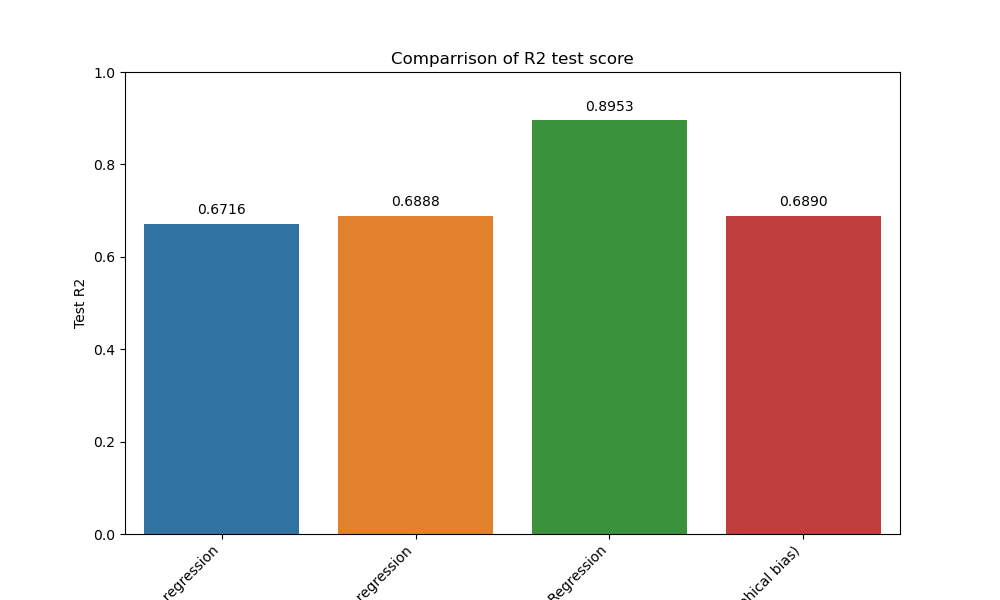 Comparrison of R2 test score
1.0
0.8
0.6
0.4
0.2
0.0
Test R2
0.6716
0.6888
0.8953
0.6890
regression
regression
Regression
bias)